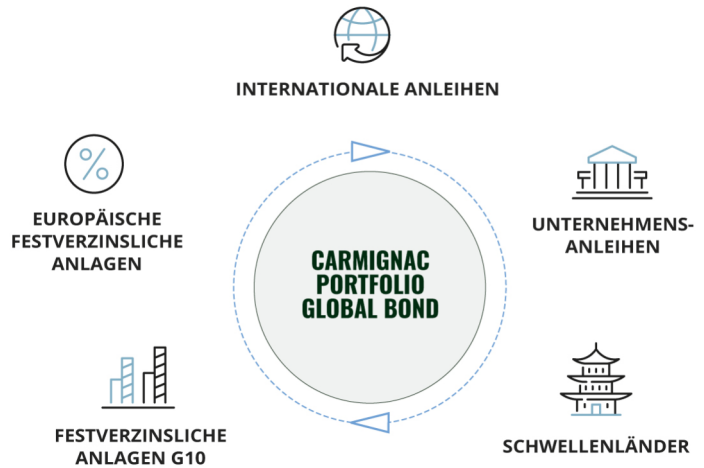 INTERNATIONALE ANLEIHEN
%
EUROPÄISCHE
FESTVERZINSLICHE
ANLAGEN
UNTERNEHMENS-
ANLEIHEN
CARMIGNAC
PORTFOLIO
GLOBAL BOND
FESTVERZINSLICHE
ANLAGEN G10
SCHWELLENLÄNDER